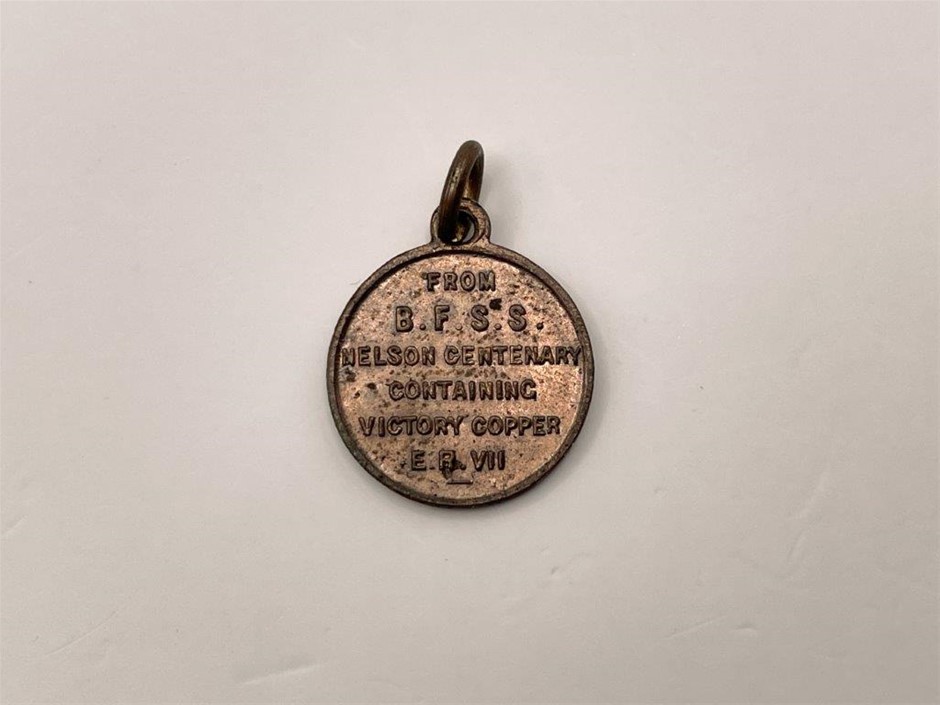 FROM
B.F.S.S.
NELSON CENTENARY
CONTAINING
VICTORY COPPER
E.R.VII